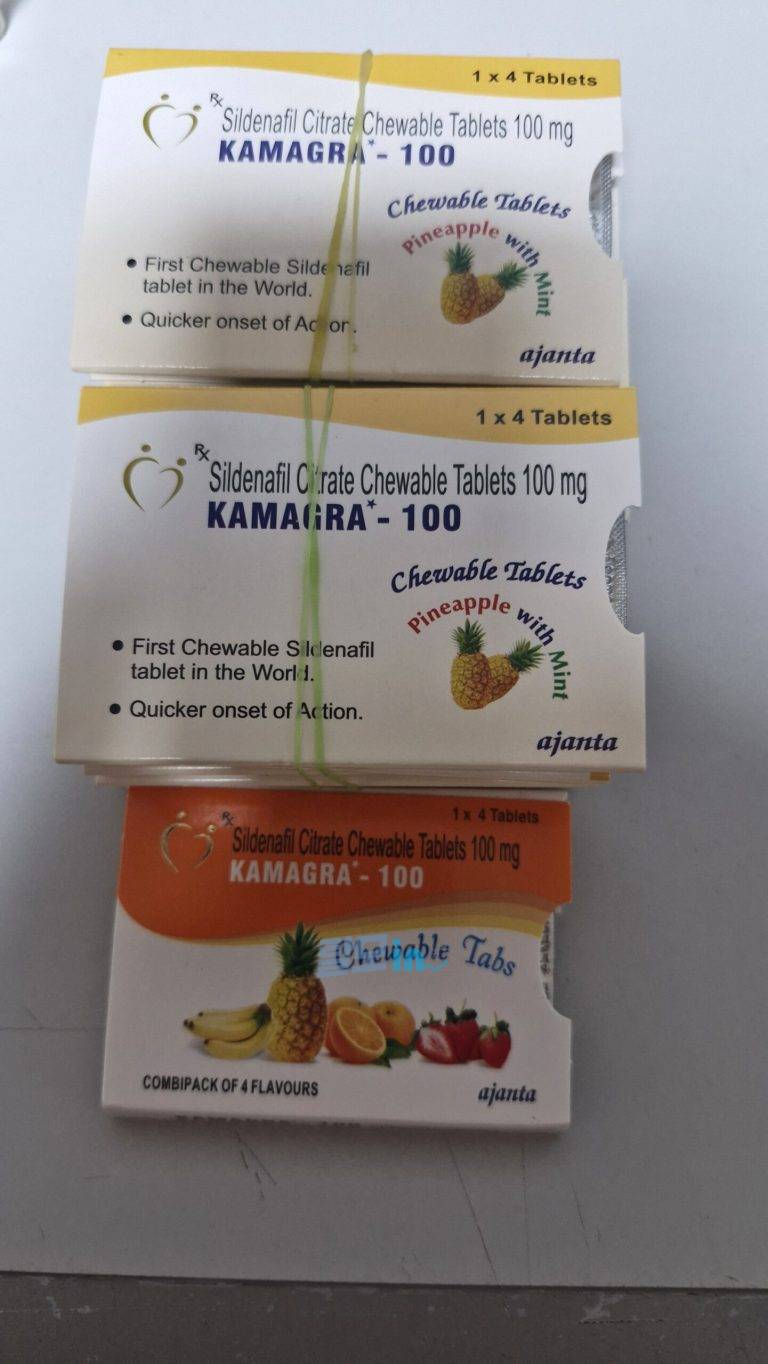 1 x 4 Tablets
Rx
Sildenafil Citrate Chewable Tablets 100 mg
KAMAGRA*- 100
Chewable Tablets
Pineapple with Mint
• First Chewable Sildenafil
tablet in the World.
• Quicker onset of Action.
ajanta
1 x 4 Tablets
Rx
Sildenafil Citrate Chewable Tablets 100 mg
KAMAGRA*- 100
Chewable Tablets
Pineapple with Mint
• First Chewable Sildenafil
tablet in the World.
• Quicker onset of Action.
ajanta
1 x 4 Tablets
Rx
Sildenafil Citrate Chewable Tablets 100 mg
KAMAGRA*- 100
Chewable Tabs
COMBIPACK OF 4 FLAVOURS
ajanta